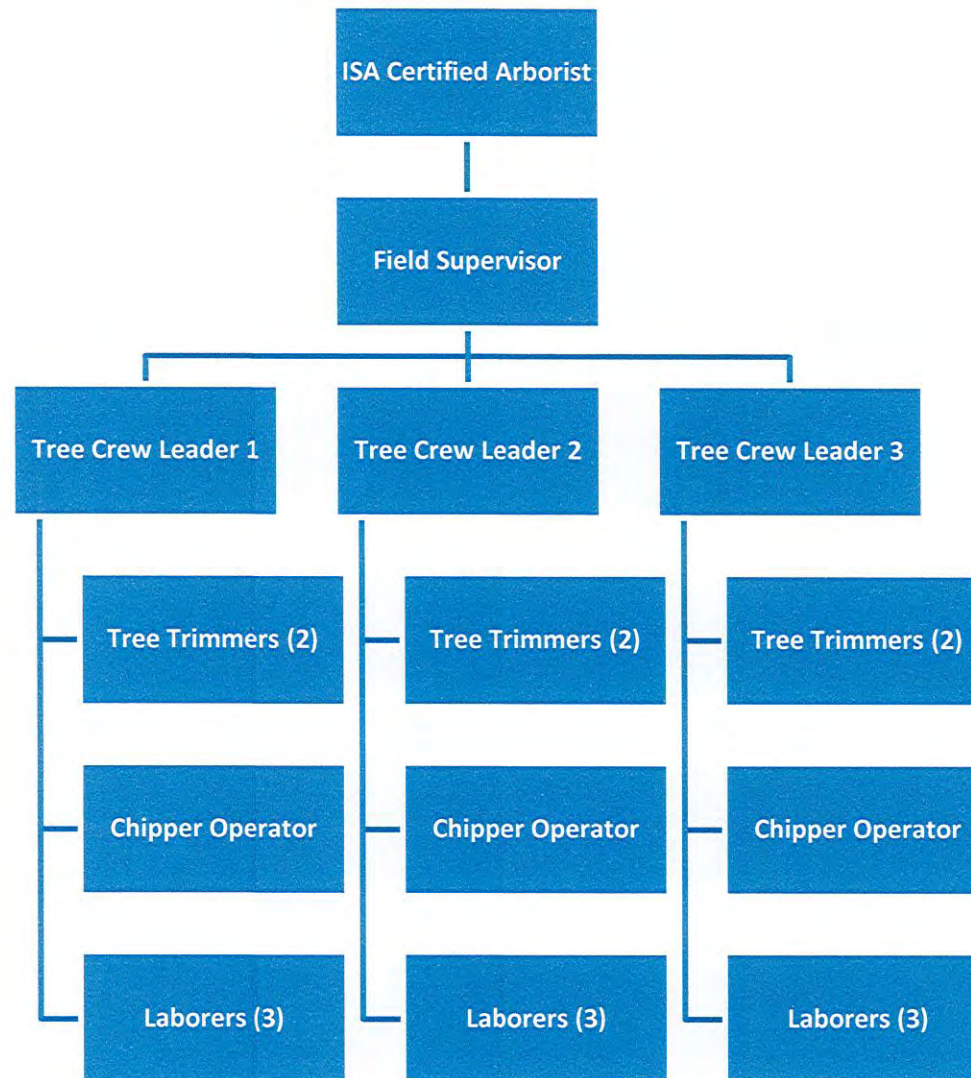 ISA Certified Arborist
Field Supervisor
Tree Crew Leader 1
Tree Crew Leader 2
Tree Crew Leader 3
Tree Trimmers (2)
Tree Trimmers (2)
Tree Trimmers (2)
Chipper Operator
Chipper Operator
Chipper Operator
Laborers (3)
Laborers (3)
Laborers (3)